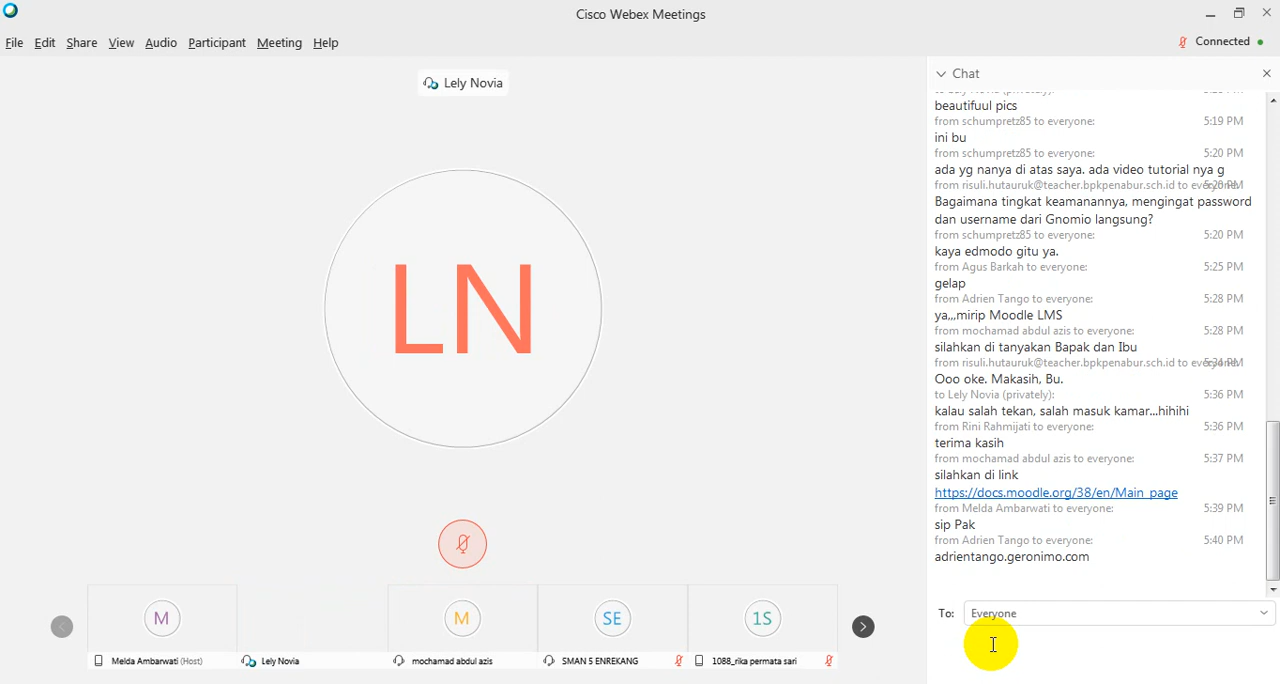 Cisco Webex Meetings
File Edit Share View Audio Participant Meeting Help
Connected
Lely Novia
LN
Chat
beautifuul pics
from schumpretz85 to everyone: 5:19 PM
ini bu
from schumpretz85 to everyone: 5:20 PM
ada yg nanya di atas saya. ada video tutorial nya g
from risuli.hutauruk@teacher.bpkpenabur.sch.id to everyone: 5:20 PM
Bagaimana tingkat keamanannya, mengingat password
dan username dari Gnomio langsung?
from schumpretz85 to everyone: 5:20 PM
kaya edmodo gitu ya.
from Agus Barkah to everyone: 5:25 PM
gelap
from Adrien Tango to everyone: 5:28 PM
ya,,,mirip Moodle LMS
from mochamad abdul azis to everyone: 5:28 PM
silahkan di tanyakan Bapak dan Ibu
from risuli.hutauruk@teacher.bpkpenabur.sch.id to everyone: 5:34 PM
Ooo oke. Makasih, Bu.
to Lely Novia (privately): 5:36 PM
kalau salah tekan, salah masuk kamar...hihihi
from Rini Rahmijati to everyone: 5:36 PM
terima kasih
from mochamad abdul azis to everyone: 5:37 PM
silahkan di link
https://docs.moodle.org/38/en/Main_page
from Melda Ambarwati to everyone: 5:39 PM
sip Pak
from Adrien Tango to everyone: 5:40 PM
adrientango.geronimo.com
To: Everyone
M M SE 1S
Melda Ambarwati (Host) Lely Novia mochamad abdul azis SMAN 5 ENREKANG 1088_rika permata sari